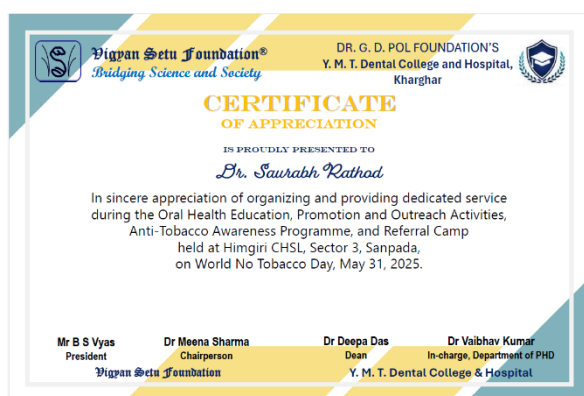 Vigyan Setu Foundation®
Bridging Science and Society
DR. G. D. POL FOUNDATION'S
Y. M. T. Dental College and Hospital,
Kharghar
CERTIFICATE
OF APPRECIATION
IS PROUDLY PRESENTED TO
Dr. Saurabh Rathod
In sincere appreciation of organizing and providing dedicated service
during the Oral Health Education, Promotion and Outreach Activities,
Anti-Tobacco Awareness Programme, and Referral Camp
held at Himgiri CHSL, Sector 3, Sanpada,
on World No Tobacco Day, May 31, 2025.
Mr B S Vyas Dr Meena Sharma Dr Deepa Das Dr Vaibhav Kumar
President Chairperson Dean In-charge, Department of PHD
Vigyan Setu Foundation Y. M. T. Dental College & Hospital